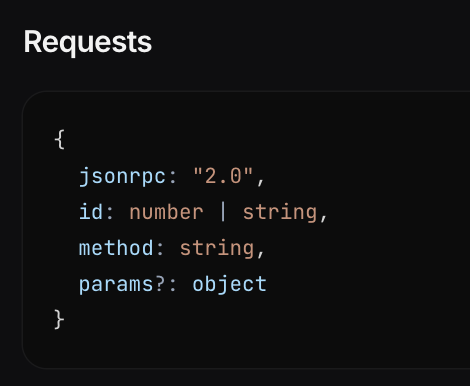 Requests
{
  jsonrpc: "2.0",
  id: number | string,
  method: string,
  params?: object
}